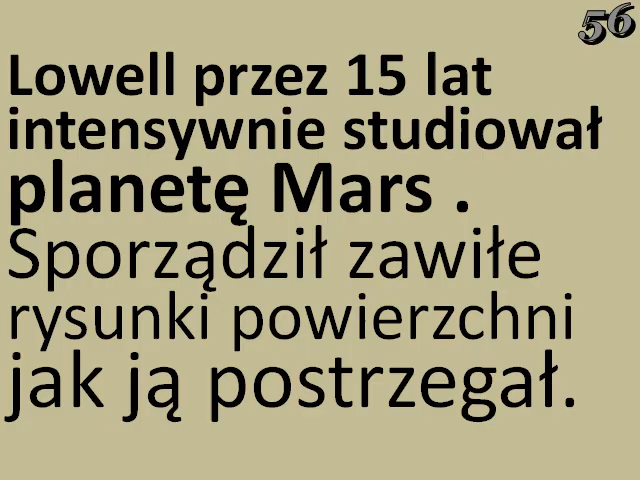 56
Lowell przez 15 lat
intensywnie studiował
planetę Mars .
Sporządził zawiłe
rysunki powierzchni
jak ją postrzegał.